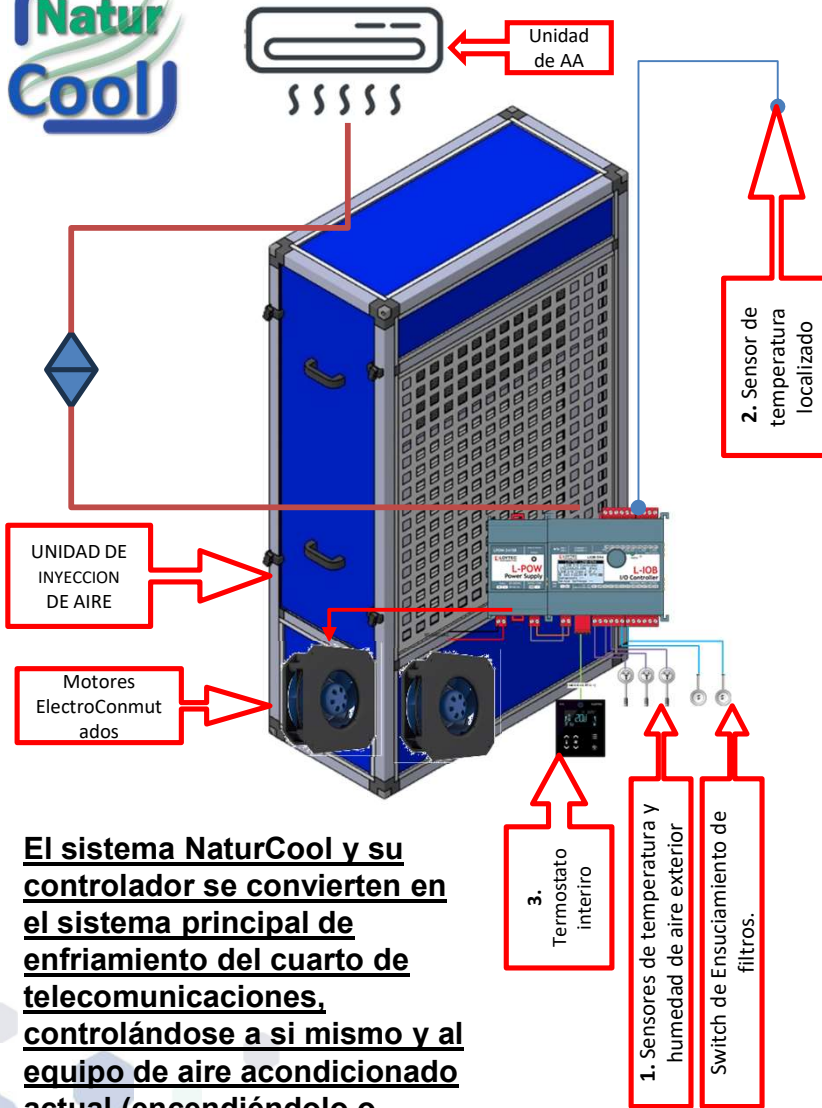 Natur
Cool
Unidad
de AA
2. Sensor de
temperatura
localizado
UNIDAD DE
INYECCION
DE AIRE
L-POW
Power Supply
L-IOB
I/O Controller
Motores
ElectroConmut
ados
3.
Termostato
interiro
1. Sensores de temperatura y
humedad de aire exterior
Switch de Ensuciamiento de
filtros.
El sistema NaturCool y su
controlador se convierten en
el sistema principal de
enfriamiento del cuarto de
telecomunicaciones,
controlándose a si mismo y al
equipo de aire acondicionado
actual (encendiéndolo o